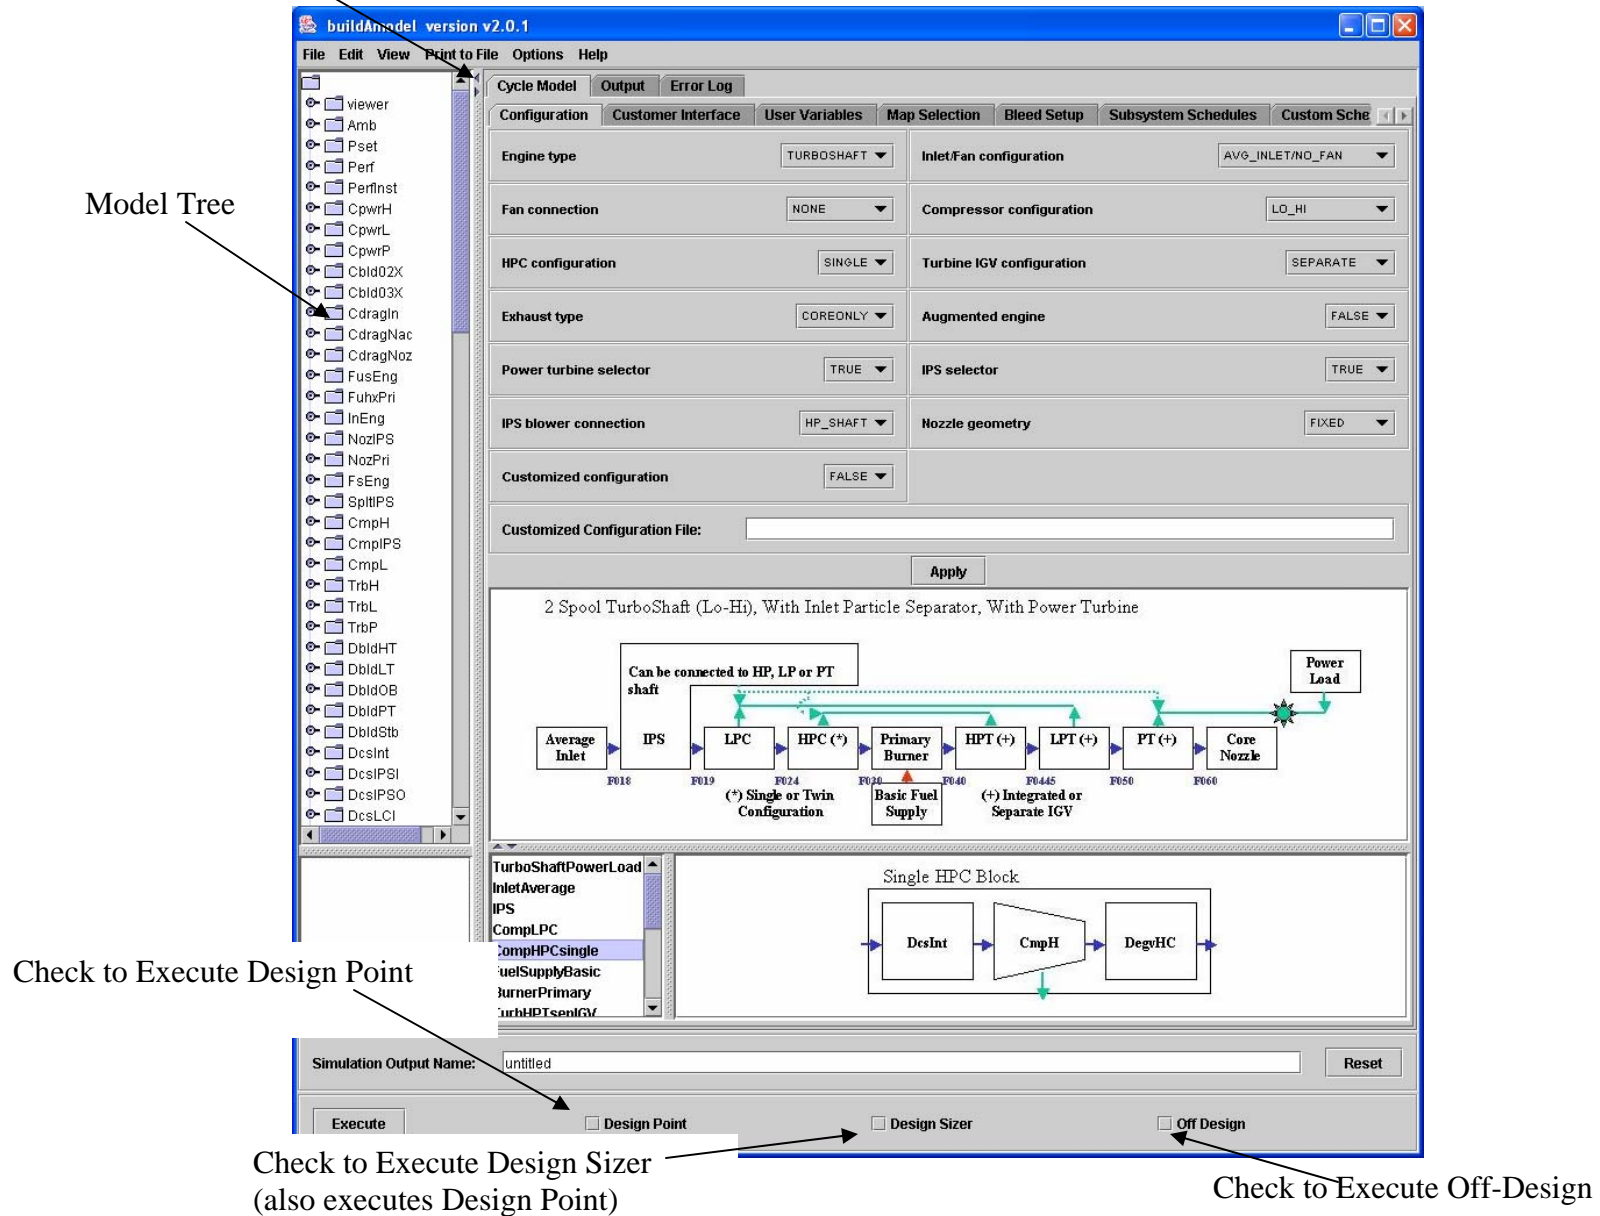 buildAmodel version v2.0.1
File Edit View Print to File Options Help
Cycle Model Output Error Log
Configuration Customer Interface User Variables Map Selection Bleed Setup Subsystem Schedules Custom Sche
viewer
Amb
Pset
Perf
PerfInst
CpwrH
CpwrL
CpwrP
Cbld02X
Cbld03X
CdragIn
CdragNac
CdragNoz
FusEng
FuhxPri
InEng
NozIPS
NozPri
FsEng
SpltIPS
CmpH
CmpIPS
CmpL
TrbH
TrbL
TrbP
DbldHT
DbldLT
DbldOB
DbldPT
DbldStb
DcsInt
DcsIPSI
DcsIPSO
DcsLCI
Model Tree
Engine type TURBOSHAFT Inlet/Fan configuration AVG_INLET/NO_FAN
Fan connection NONE Compressor configuration LO_HI
HPC configuration SINGLE Turbine IGV configuration SEPARATE
Exhaust type COREONLY Augmented engine FALSE
Power turbine selector TRUE IPS selector TRUE
IPS blower connection HP_SHAFT Nozzle geometry FIXED
Customized configuration FALSE
Customized Configuration File:
Apply
2 Spool TurboShaft (Lo-Hi), With Inlet Particle Separator, With Power Turbine
Can be connected to HP, LP or PT
shaft
Power
Load
Average
Inlet
IPS
LPC
HPC (*)
Primary
Burner
HPT (+)
LPT (+)
PT (+)
Core
Nozzle
F018 F019 F024 F030 F040 F0445 F050 F060
(*) Single or Twin
Configuration
Basic Fuel
Supply
(+) Integrated or
Separate IGV
TurboShaftPowerLoad
InletAverage
IPS
CompLPC
CompHPCsingle
FuelSupplyBasic
BurnerPrimary
TurbHPTsepIGV
Single HPC Block
DcsInt CmpH DegvHC
Check to Execute Design Point
Simulation Output Name: untitled Reset
Execute Design Point Design Sizer Off Design
Check to Execute Design Sizer
(also executes Design Point)
Check to Execute Off-Design